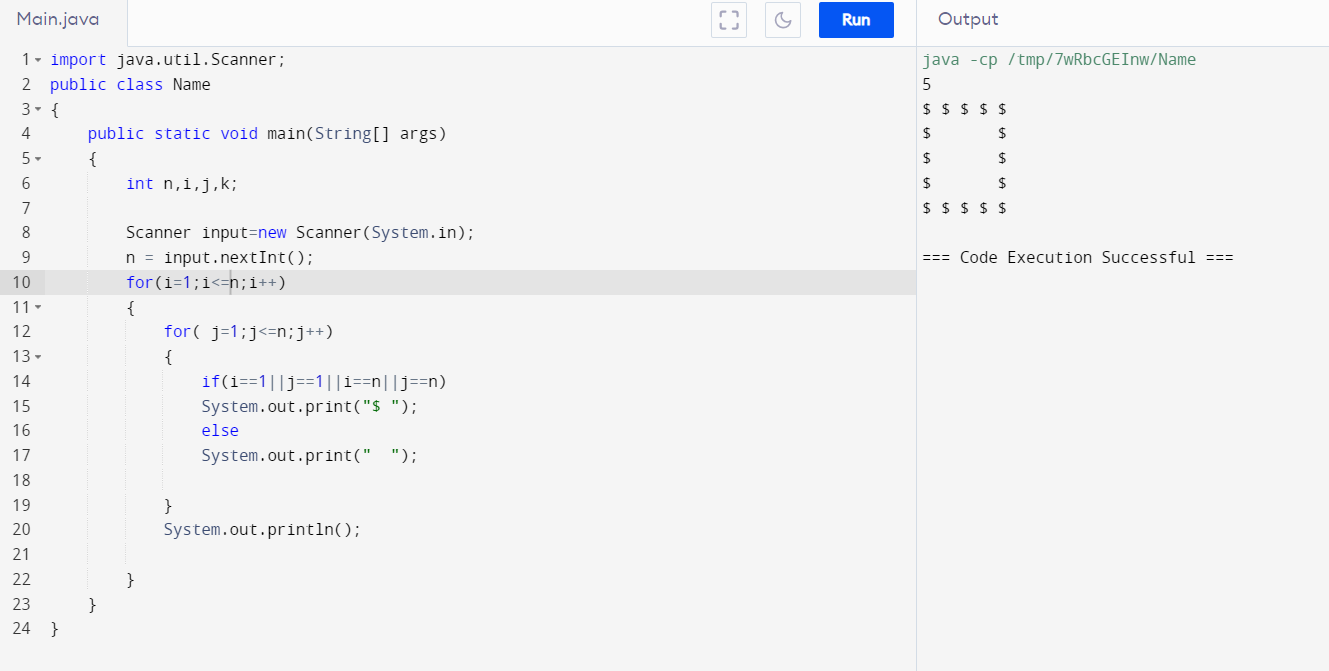 Main.java
Run
Output
1 import java.util.Scanner;
2 public class Name
3 {
4     public static void main(String[] args)
5     {
6         int n,i,j,k;
7
8         Scanner input=new Scanner(System.in);
9         n = input.nextInt();
10         for(i=1;i<=n;i++)
11         {
12             for( j=1;j<=n;j++)
13             {
14                 if(i==1||j==1||i==n||j==n)
15                 System.out.print("$ ");
16                 else
17                 System.out.print("  ");
18
19             }
20             System.out.println();
21
22         }
23     }
24 }
java -cp /tmp/7wRbcGEInw/Name
5
$ $ $ $ $
$       $
$       $
$       $
$ $ $ $ $
=== Code Execution Successful ===